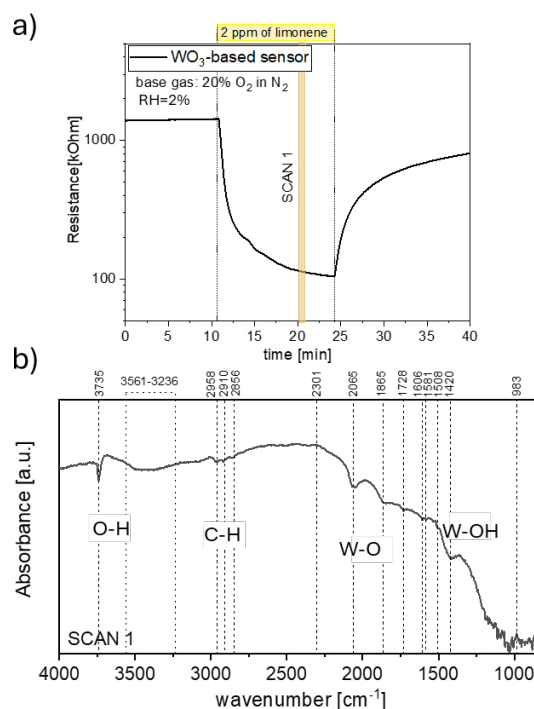 a)
2 ppm of limonene
WO₃-based sensor
base gas: 20% O₂ in N₂
RH=2%
1000
100
Resistance[kOhm]
SCAN 1
0 5 10 15 20 25 30 35 40
time [min]
b)
3735 3561-3236 2958 2910 2856 2301 2065 1865 1728 1606 1581 1508 1420 983
Absorbance [a.u.]
O-H C-H W-O W-OH
SCAN 1
4000 3500 3000 2500 2000 1500 1000
wavenumber [cm⁻¹]